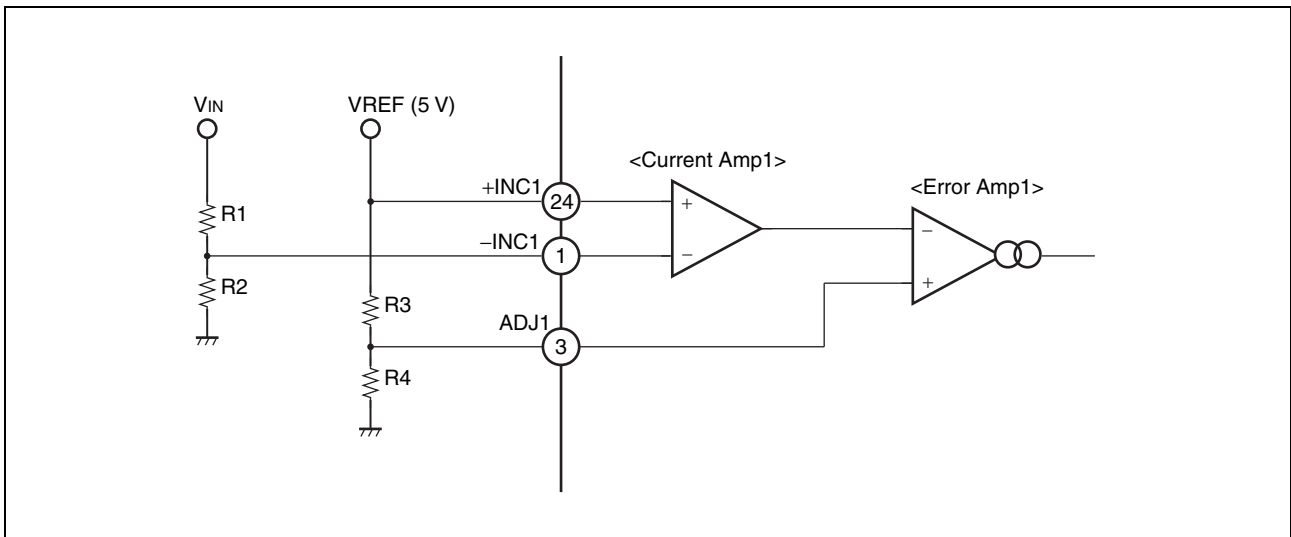 VIN
VREF (5 V)
<Current Amp1>
<Error Amp1>
+INC1
24
+
R1
−INC1
1
−
−
R2
R3
+
ADJ1
3
R4